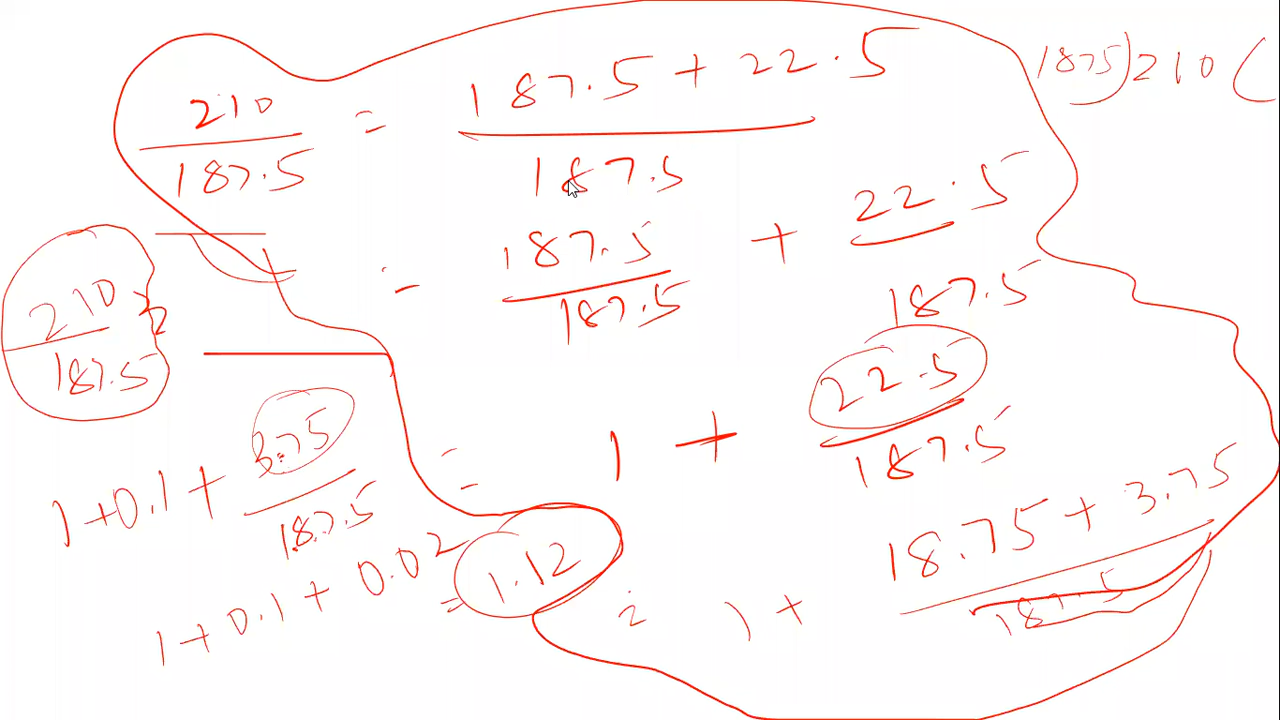 210/187.5 = (187.5 + 22.5)/187.5
1875)210(
= 187.5/187.5 + 22.5/187.5
210/187.5
= 1 + 22.5/187.5
= 1 + (18.75 + 3.75)/187.5
1+0.1+ 3.75/187.5
1+0.1+0.02 = 1.12